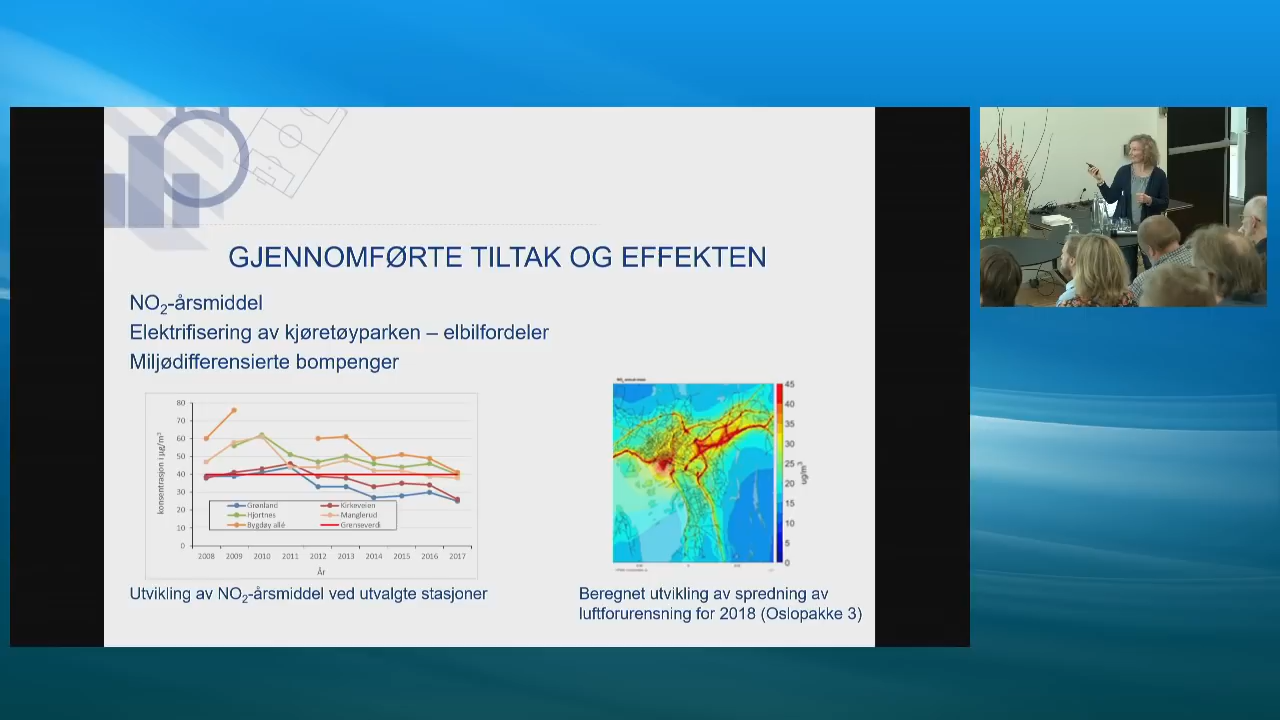 GJENNOMFØRTE TILTAK OG EFFEKTEN
NO₂-årsmiddel
Elektrifisering av kjøretøyparken – elbilfordeler
Miljødifferensierte bompenger
80
70
60
50
40
30
20
10
0
konsentrasjon i µg/m³
Grønland
Kirkeveien
Hjortnes
Manglerud
Bygdøy allé
Grenseverdi
2008 2009 2010 2011 2012 2013 2014 2015 2016 2017
År
Utvikling av NO₂-årsmiddel ved utvalgte stasjoner
45
40
35
30
25
20
15
10
5
0
ug/m³
Beregnet utvikling av spredning av
luftforurensning for 2018 (Oslopakke 3)